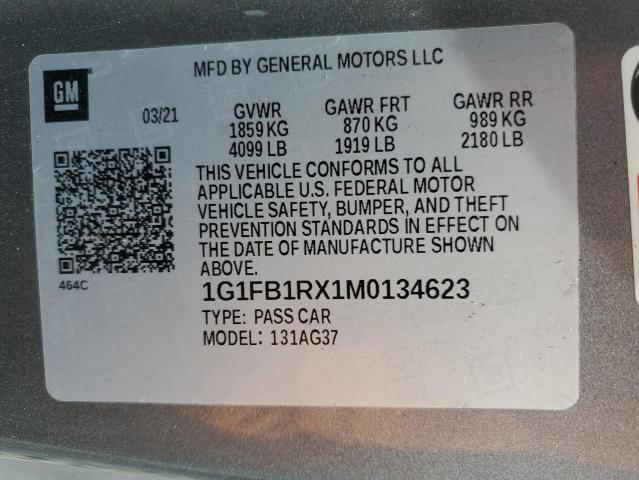 GM
MFD BY GENERAL MOTORS LLC
03/21 GVWR GAWR FRT GAWR RR
1859 KG 870 KG 989 KG
4099 LB 1919 LB 2180 LB
THIS VEHICLE CONFORMS TO ALL
APPLICABLE U.S. FEDERAL MOTOR
VEHICLE SAFETY, BUMPER, AND THEFT
PREVENTION STANDARDS IN EFFECT ON
THE DATE OF MANUFACTURE SHOWN
ABOVE.
464C
1G1FB1RX1M0134623
TYPE: PASS CAR
MODEL: 131AG37